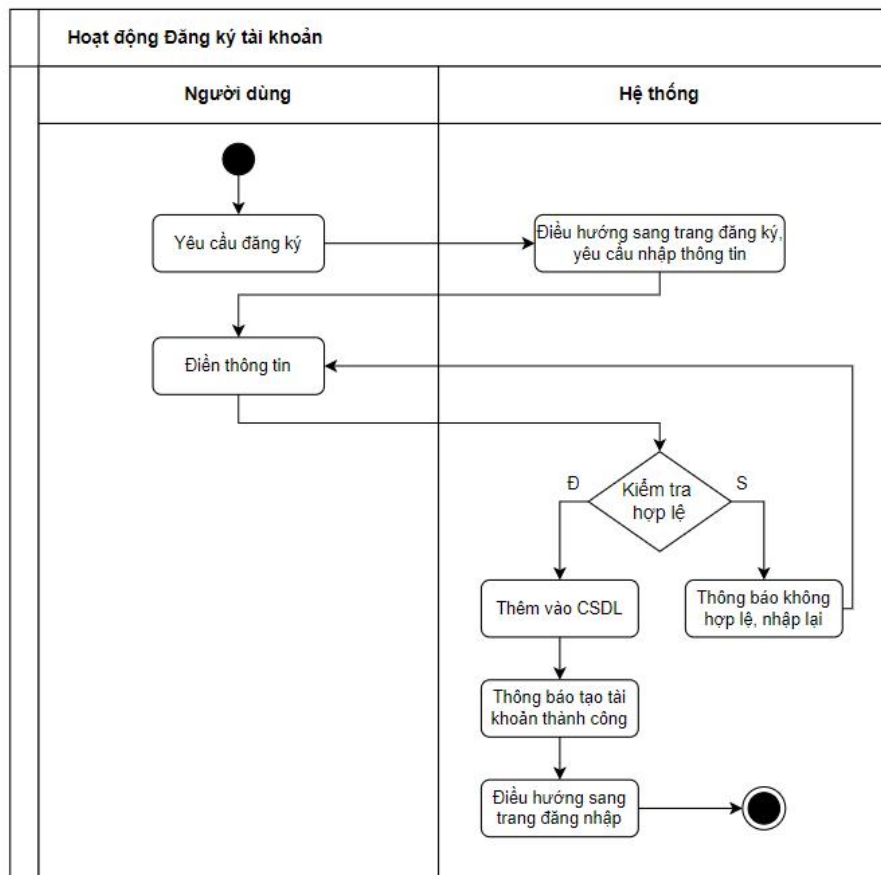 Hoạt động Đăng ký tài khoản
Người dùng
Hệ thống
Yêu cầu đăng ký
Điều hướng sang trang đăng ký,
yêu cầu nhập thông tin
Điền thông tin
Kiểm tra
hợp lệ
Đ
S
Thêm vào CSDL
Thông báo không
hợp lệ, nhập lại
Thông báo tạo tài
khoản thành công
Điều hướng sang
trang đăng nhập